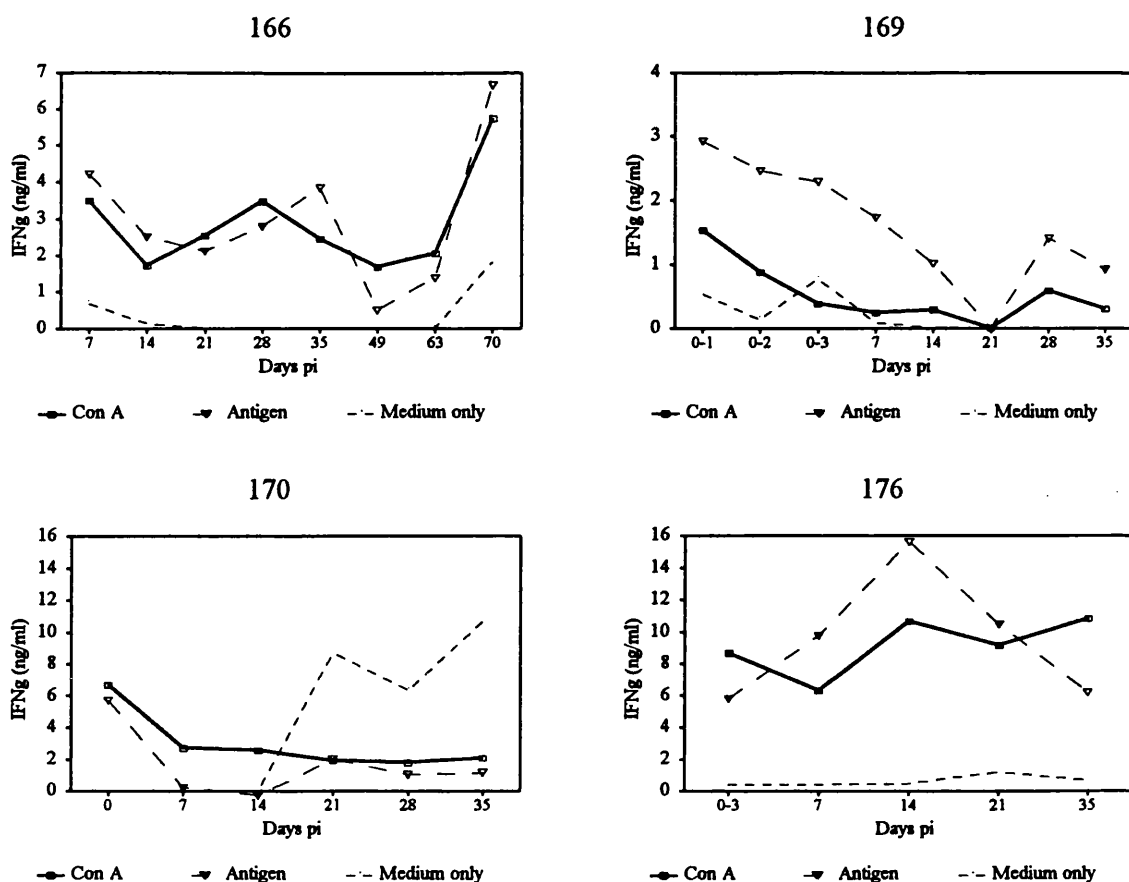 166
7
6
5
4
3
2
1
0
IFNg (ng/ml)
7 14 21 28 35 49 63 70
Days pi
Con A Antigen Medium only
169
4
3
2
1
0
IFNg (ng/ml)
0-1 0-2 0-3 7 14 21 28 35
Days pi
Con A Antigen Medium only
170
16
14
12
10
8
6
4
2
0
IFNg (ng/ml)
0 7 14 21 28 35
Days pi
Con A Antigen Medium only
176
16
14
12
10
8
6
4
2
0
IFNg (ng/ml)
0-3 7 14 21 35
Days pi
Con A Antigen Medium only